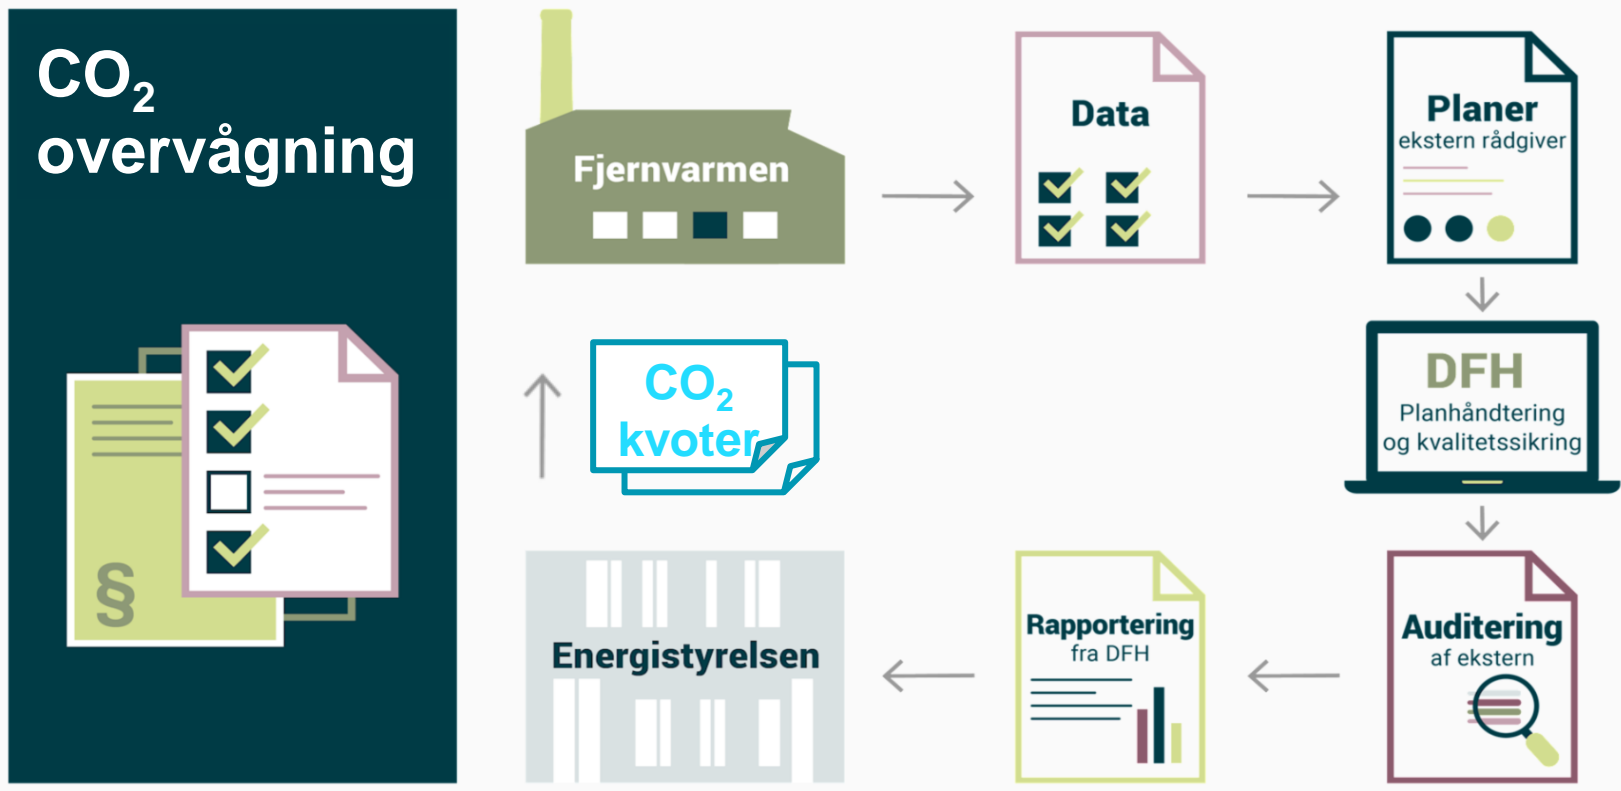 CO₂
overvågning
§
Fjernvarmen
Data
Planer
ekstern rådgiver
DFH
Planhåndtering
og kvalitetssikring
Auditering
af ekstern
Rapportering
fra DFH
Energistyrelsen
CO₂
kvoter